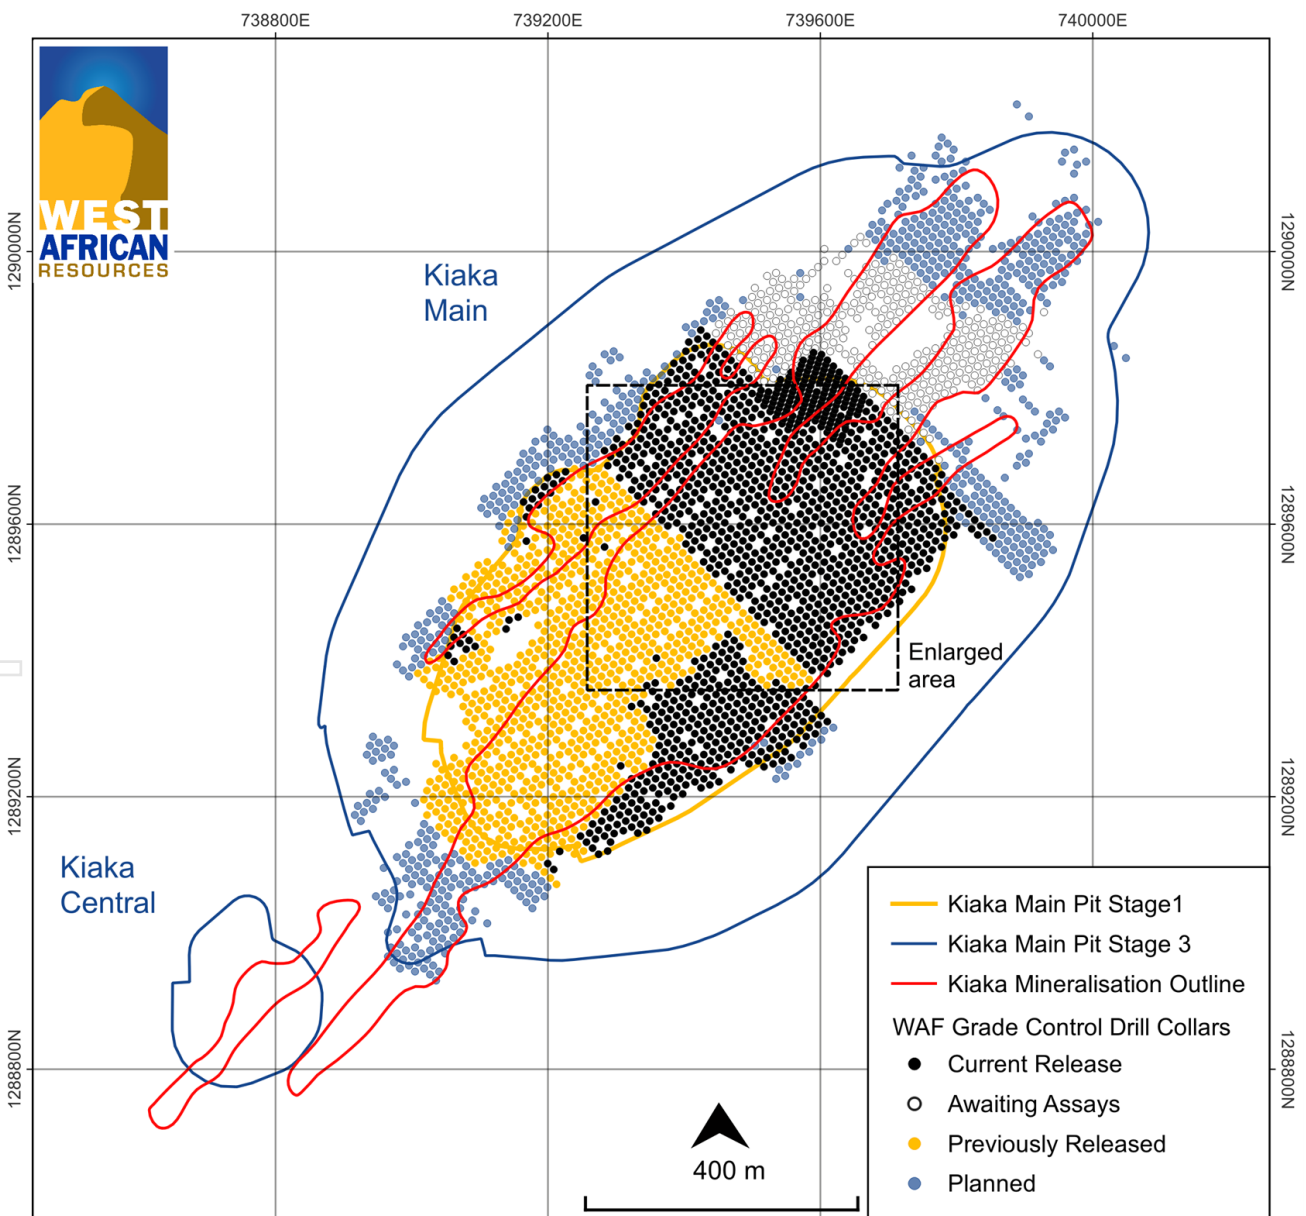 738800E
739200E
739600E
740000E
WEST
AFRICAN
RESOURCES
1289000N
1289000N
Kiaka
Main
1289600N
1289600N
Enlarged
area
1289200N
1289200N
Kiaka
Central
Kiaka Main Pit Stage1
Kiaka Main Pit Stage 3
Kiaka Mineralisation Outline
WAF Grade Control Drill Collars
Current Release
Awaiting Assays
Previously Released
Planned
1288800N
1288800N
400 m